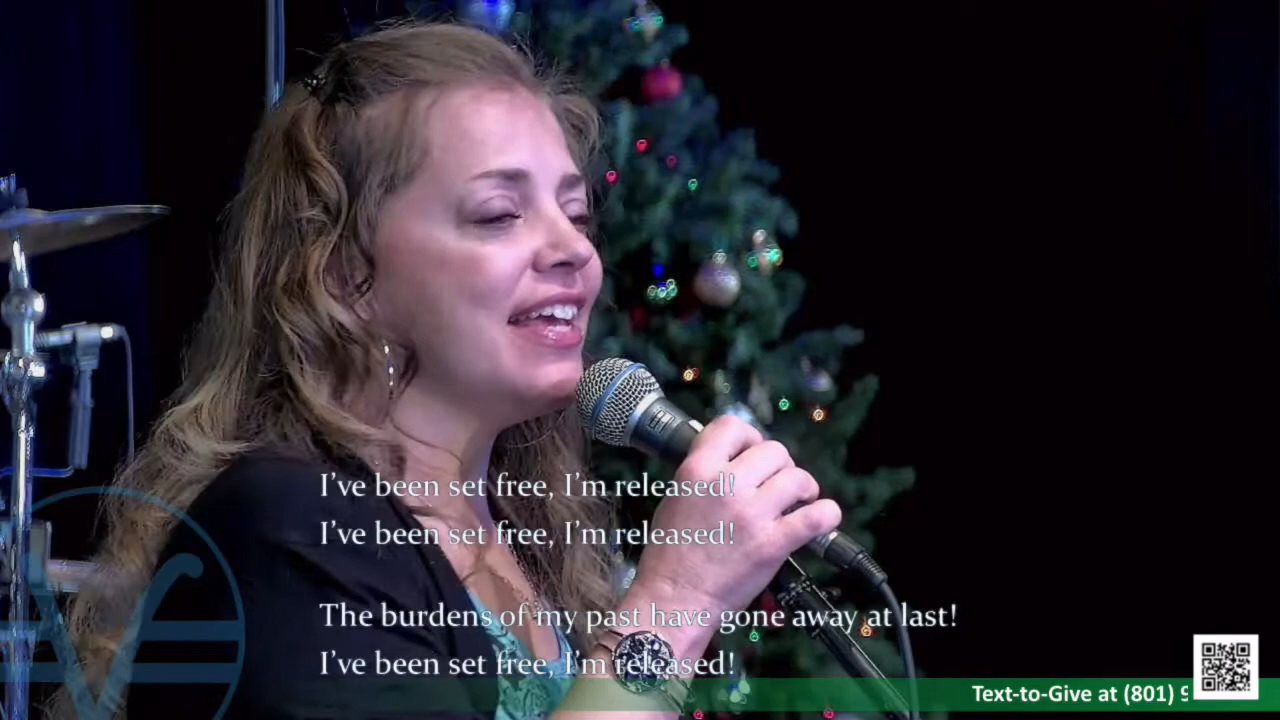 I've been set free, I'm released!
I've been set free, I'm released!
The burdens of my past have gone away at last!
I've been set free, I'm released!
Text-to-Give at (801)